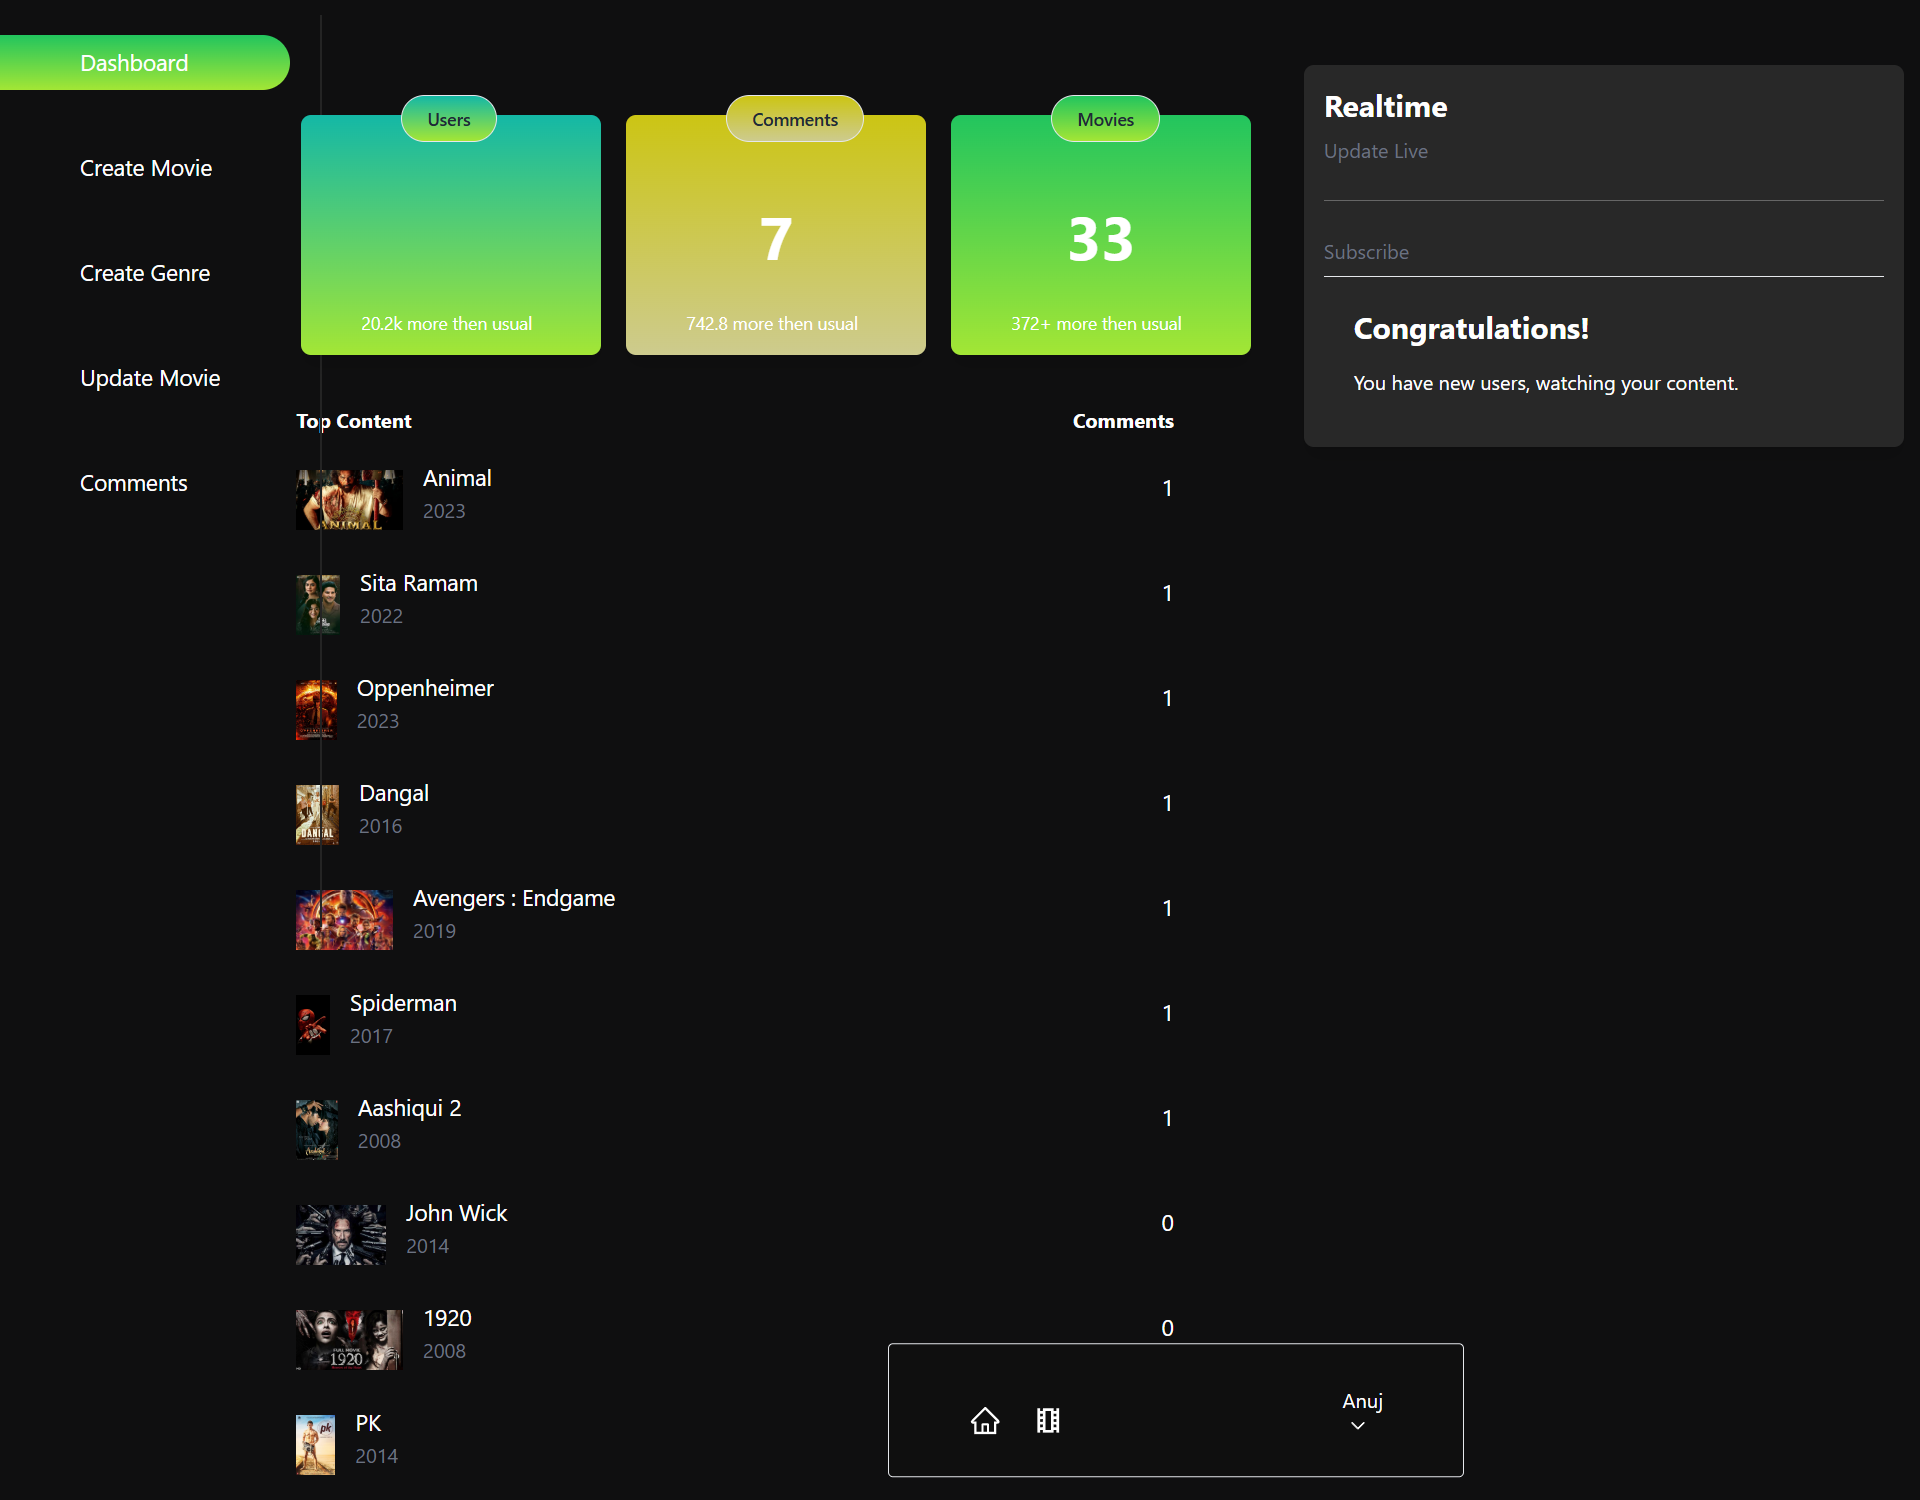 Dashboard
Create Movie
Create Genre
Update Movie
Comments
Users
20.2k more then usual
Comments
7
742.8 more then usual
Movies
33
372+ more then usual
Top Content
Comments
ANIMAL
Animal
2023
1
Sita Ramam
2022
1
Oppenheimer
2023
1
DANGAL
Dangal
2016
1
Avengers : Endgame
2019
1
Spiderman
2017
1
Aashiqui 2
2008
1
John Wick
2014
0
FULL MOVIE
1920
1920
2008
0
pk
PK
2014
Realtime
Update Live
Subscribe
Congratulations!
You have new users, watching your content.
Anuj